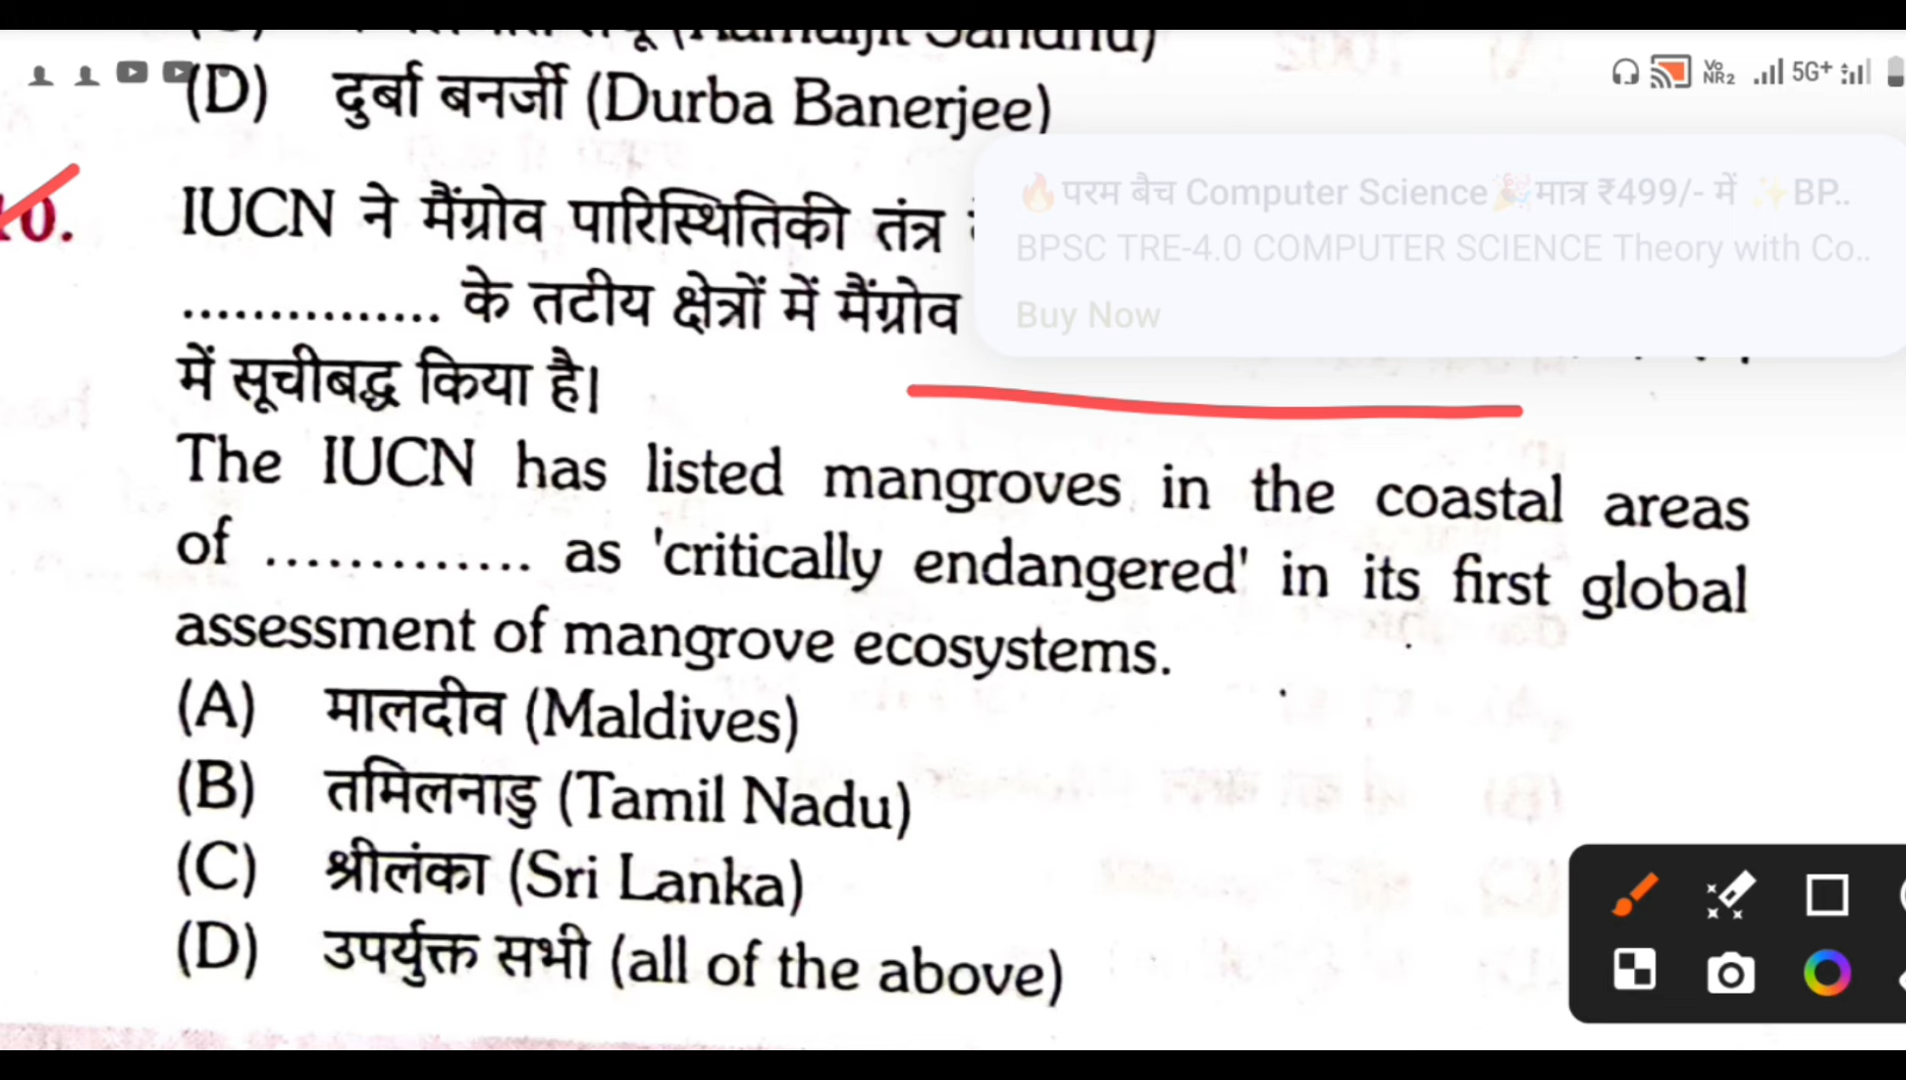 (D) दुर्बा बनर्जी (Durba Banerjee)
5G+
🔥परम बैच Computer Science🎉मात्र ₹499/- में ✨BP..
BPSC TRE-4.0 COMPUTER SCIENCE Theory with Co..
Buy Now
10. IUCN ने मैंग्रोव पारिस्थितिकी तंत्र
............... के तटीय क्षेत्रों में मैंग्रोव
में सूचीबद्ध किया है।
The IUCN has listed mangroves in the coastal areas
of ............. as 'critically endangered' in its first global
assessment of mangrove ecosystems.
(A) मालदीव (Maldives)
(B) तमिलनाडु (Tamil Nadu)
(C) श्रीलंका (Sri Lanka)
(D) उपर्युक्त सभी (all of the above)